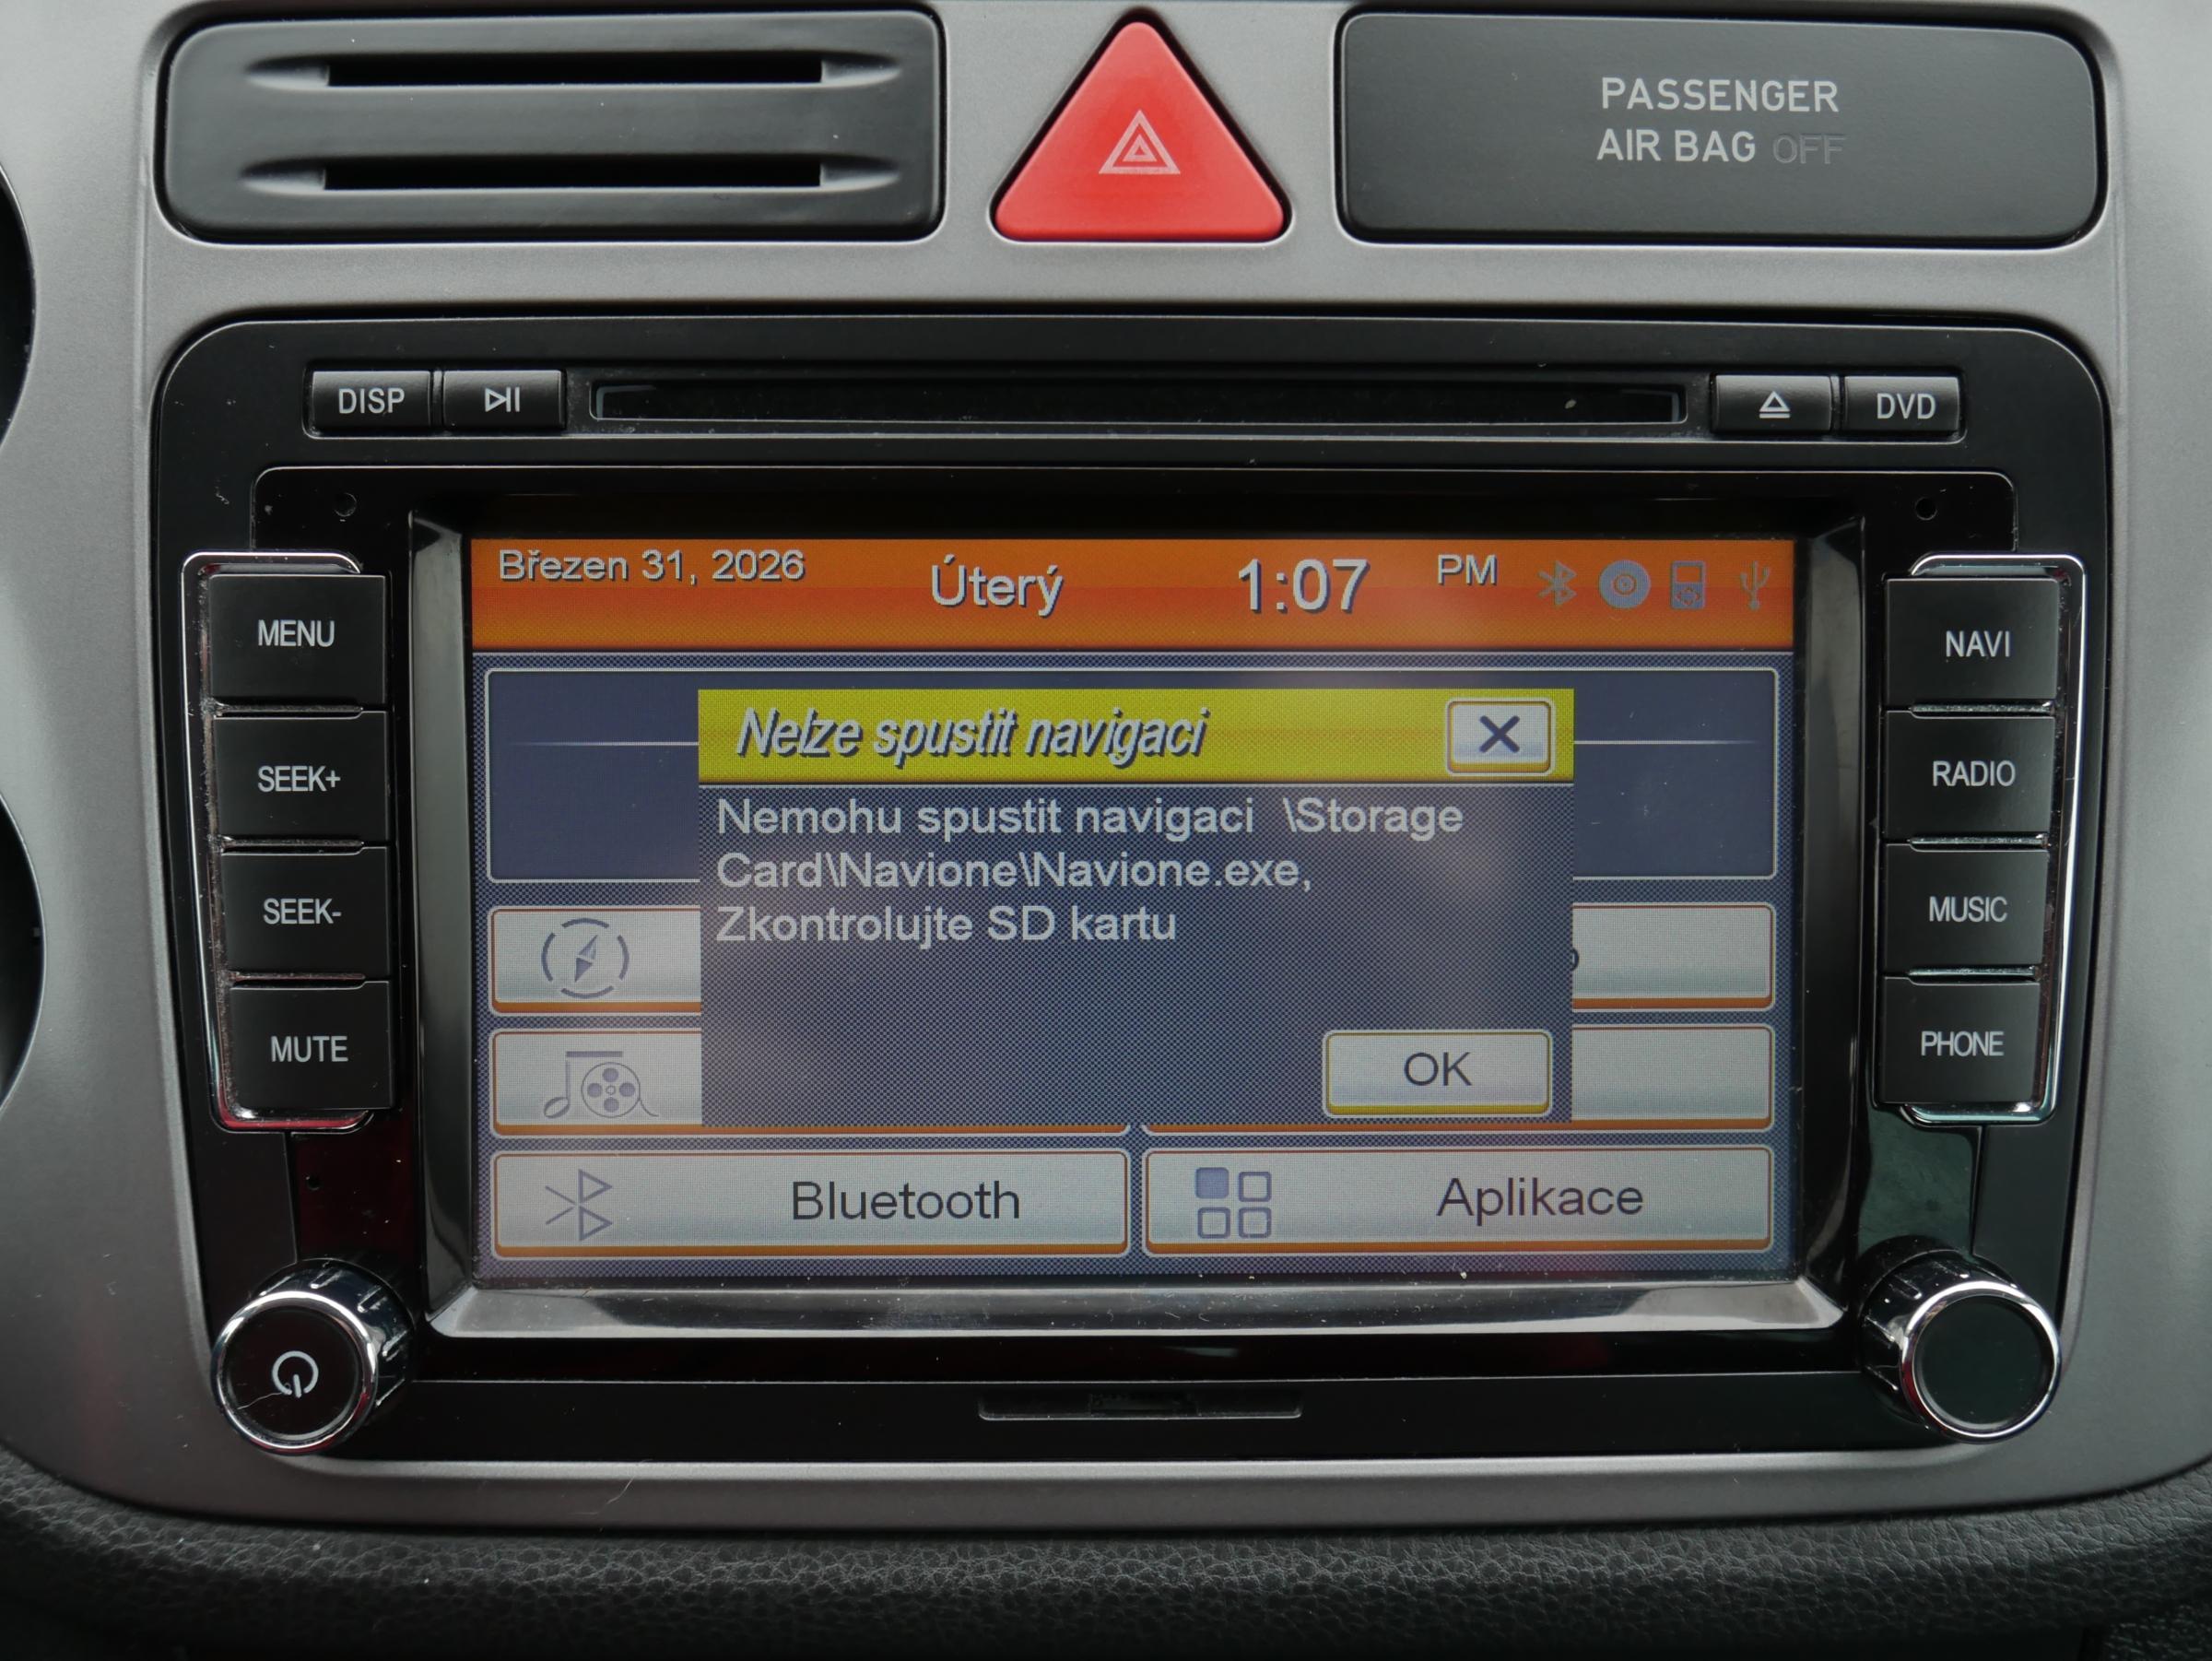 PASSENGER
AIR BAG OFF
DISP
DVD
Březen 31, 2026 Úterý 1:07 PM
MENU
SEEK+
SEEK-
MUTE
Nelze spustit navigaci
Nemohu spustit navigaci \Storage
Card\Navione\Navione.exe,
Zkontrolujte SD kartu
OK
Bluetooth
Aplikace
NAVI
RADIO
MUSIC
PHONE